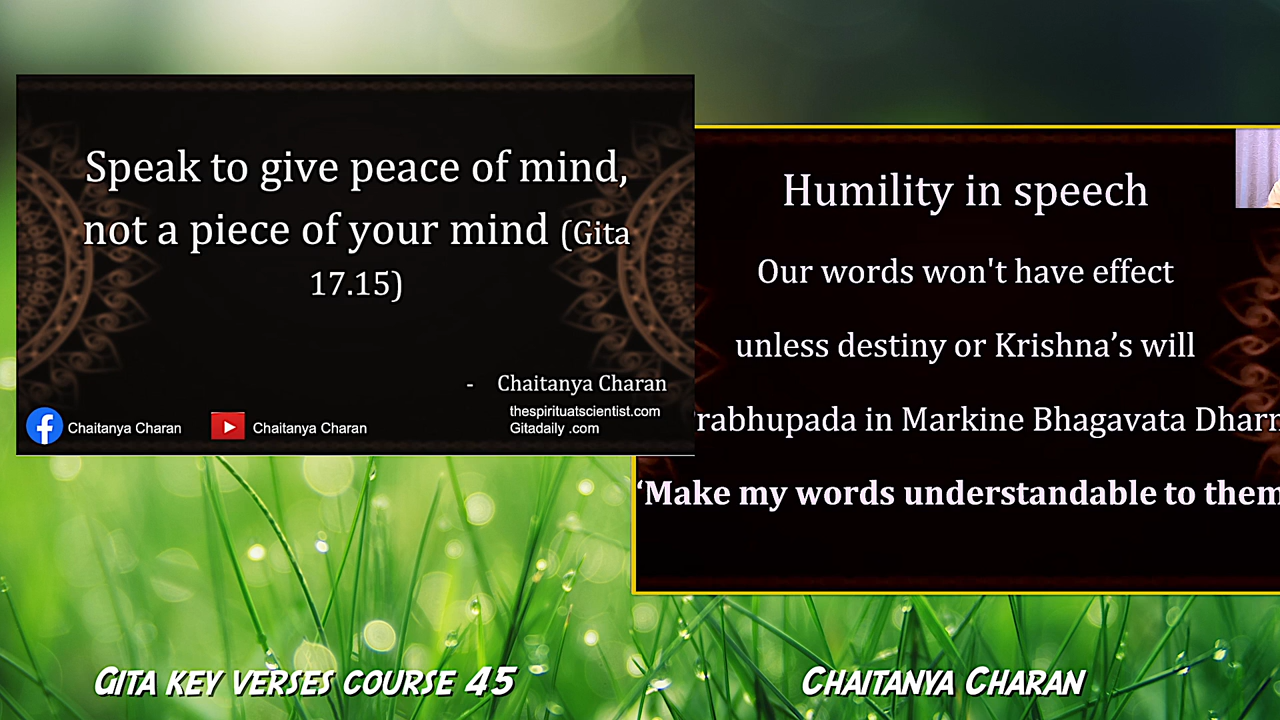 Speak to give peace of mind,
not a piece of your mind (Gita
17.15)
- Chaitanya Charan
thespirituatscientist.com
Gitadaily .com
Chaitanya Charan
Chaitanya Charan
Humility in speech
Our words won't have effect
unless destiny or Krishna’s will
rabhupada in Markine Bhagavata Dharm
‘Make my words understandable to them
GITA KEY VERSES COURSE 45
CHAITANYA CHARAN